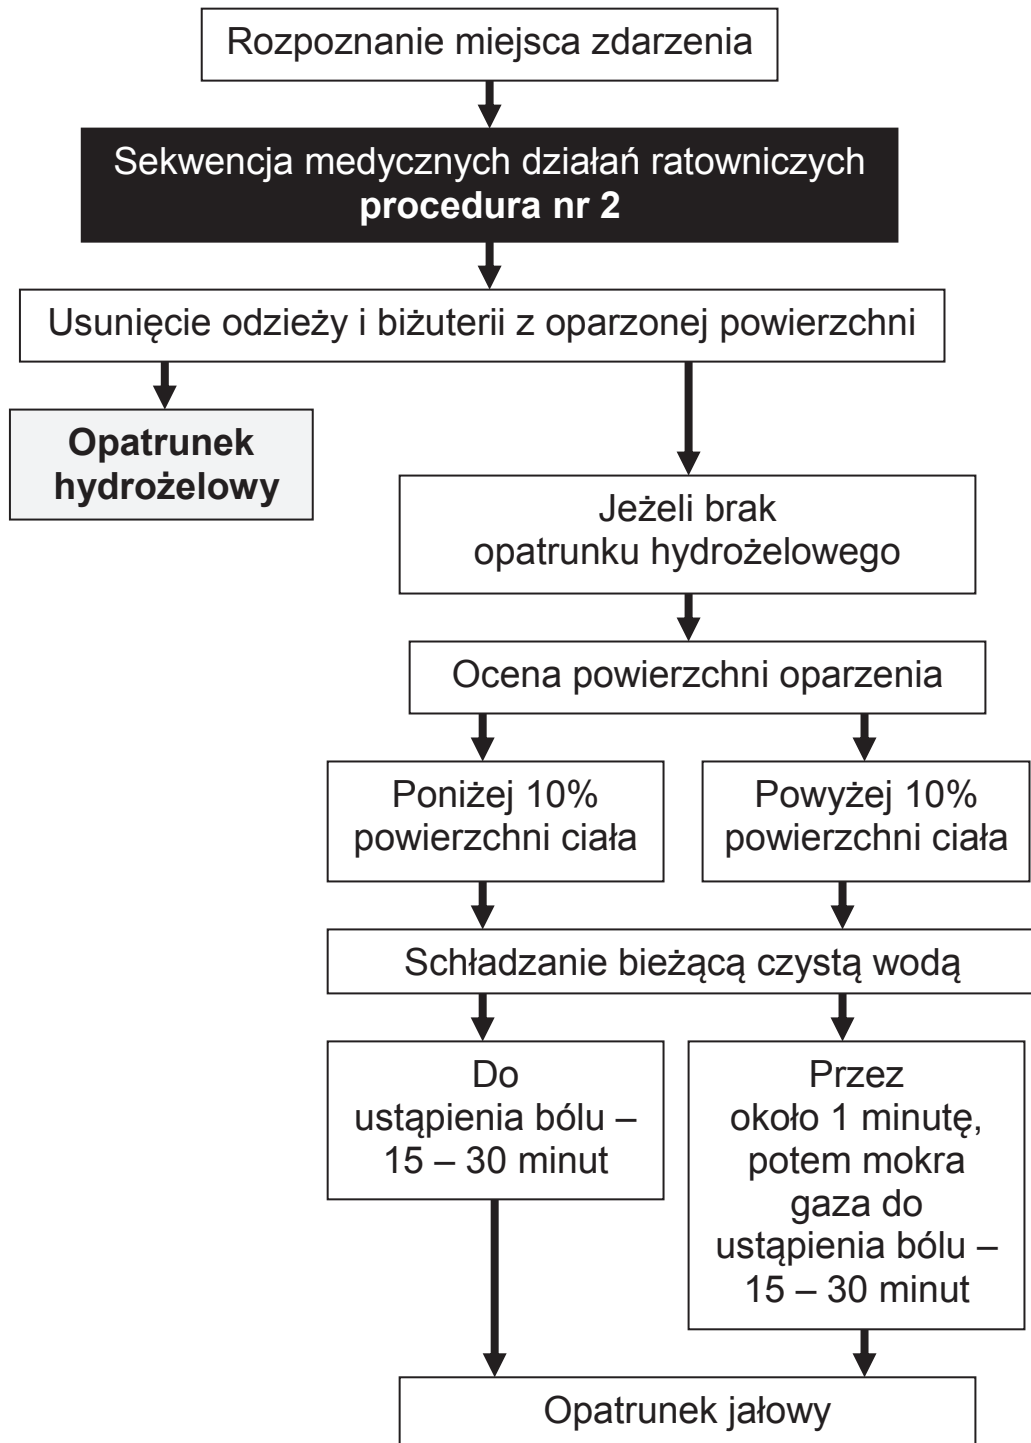 Rozpoznanie miejsca zdarzenia
Sekwencja medycznych działań ratowniczych
procedura nr 2
Usunięcie odzieży i biżuterii z oparzonej powierzchni
Opatrunek
hydrożelowy
Jeżeli brak
opatrunku hydrożelowego
Ocena powierzchni oparzenia
Poniżej 10%
powierzchni ciała
Powyżej 10%
powierzchni ciała
Schładzanie bieżącą czystą wodą
Do
ustąpienia bólu –
15 – 30 minut
Przez
około 1 minutę,
potem mokra
gaza do
ustąpienia bólu –
15 – 30 minut
Opatrunek jałowy